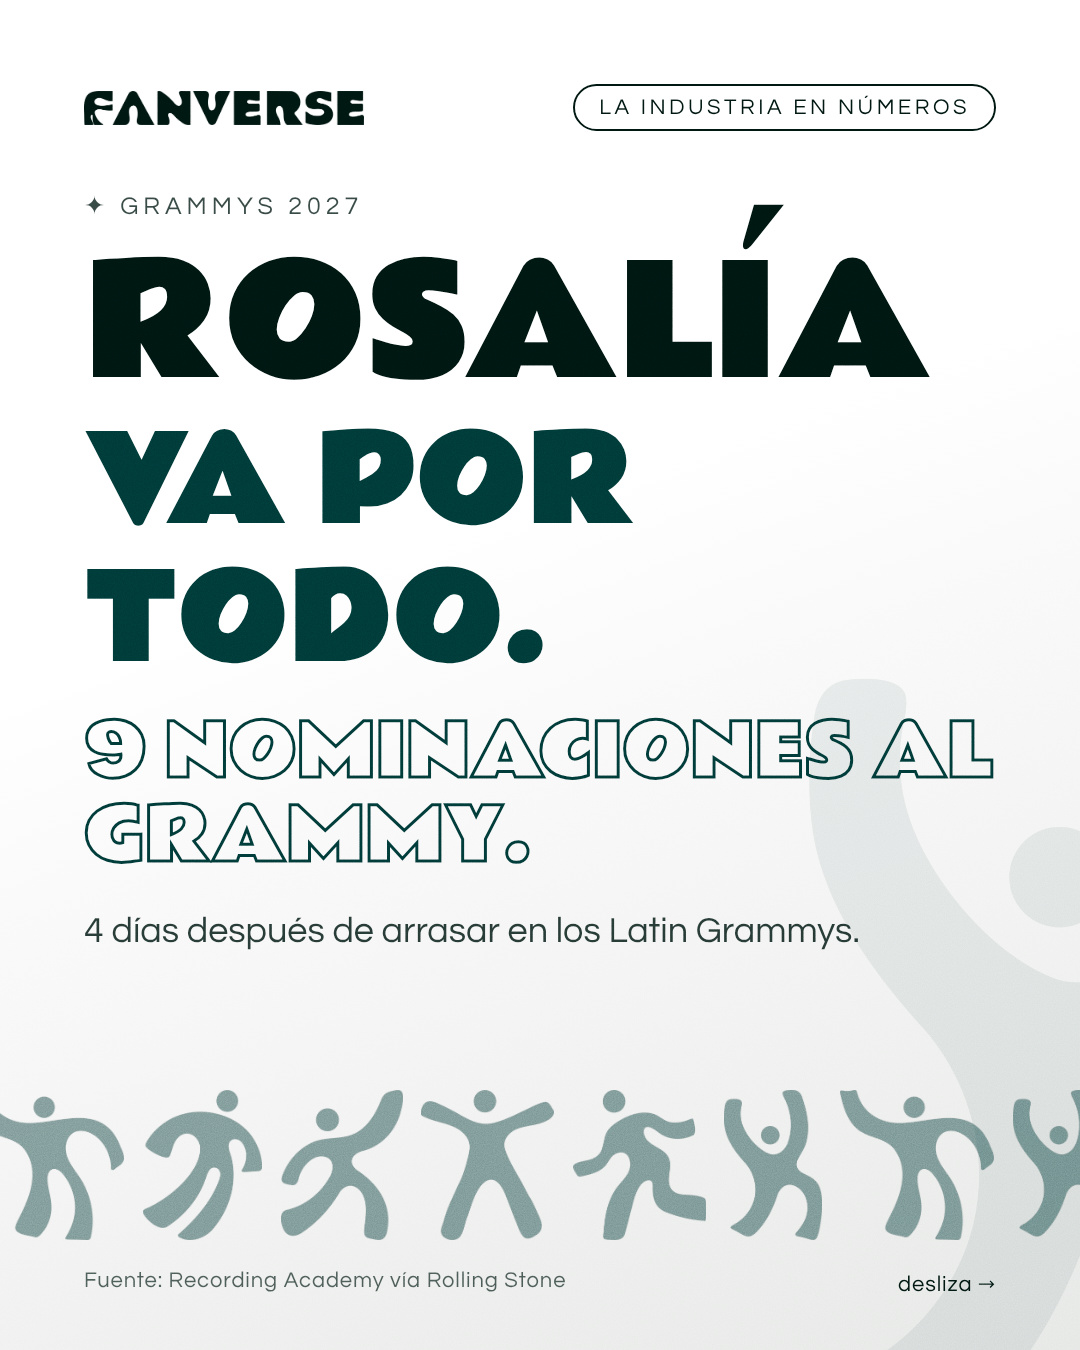 FANVERSE
LA INDUSTRIA EN NÚMEROS
✦ GRAMMYS 2027
ROSALÍA
VA POR
TODO.
9 NOMINACIONES AL
GRAMMY.
4 días después de arrasar en los Latin Grammys.
Fuente: Recording Academy vía Rolling Stone
desliza →